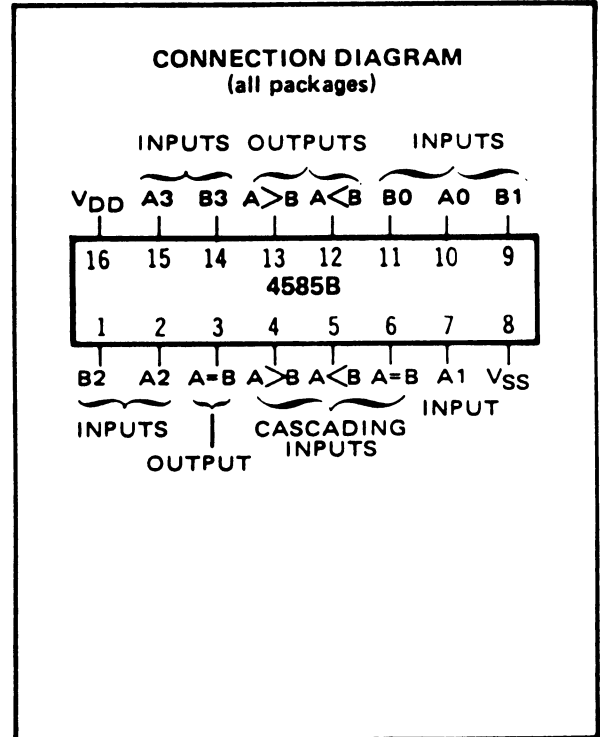 CONNECTION DIAGRAM
(all packages)
INPUTS OUTPUTS INPUTS
VDD A3 B3 A>B A<B B0 A0 B1
16 15 14 13 12 11 10 9
4585B
1 2 3 4 5 6 7 8
B2 A2 A=B A>B A<B A=B A1 VSS
INPUTS OUTPUT CASCADING INPUTS INPUT